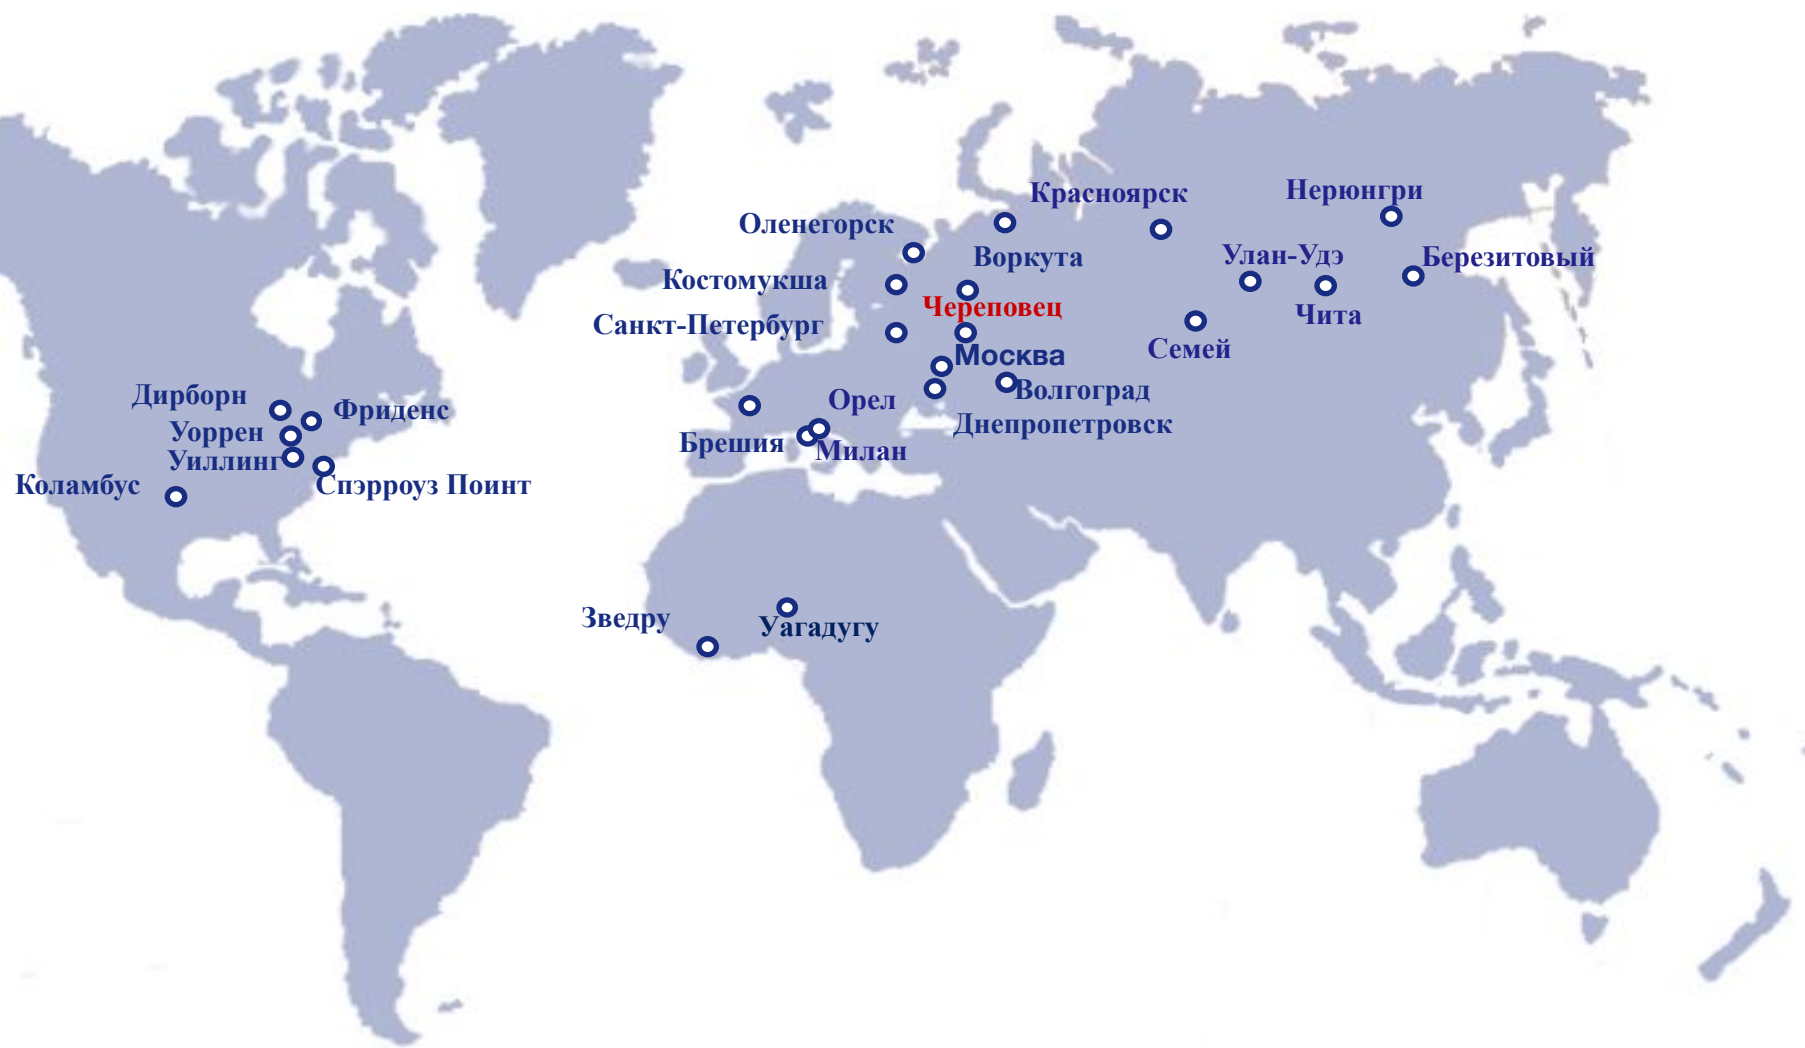 Красноярск
Нерюнгри
Оленегорск
Воркута
Улан-Удэ
Березитовый
Костомукша
Череповец
Чита
Санкт-Петербург
Семей
Москва
Дирборн
Фриденс
Орел
Волгоград
Уоррен
Днепропетровск
Брешия
Милан
Уиллинг
Коламбус
Спэрроуз Поинт
Зведру
Уагадугу